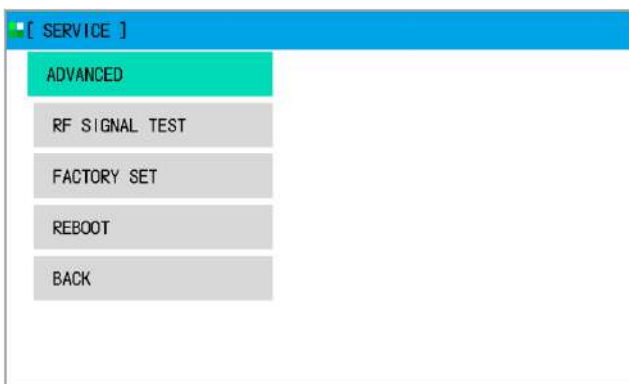 [ SERVICE ]
ADVANCED
RF SIGNAL TEST
FACTORY SET
REBOOT
BACK